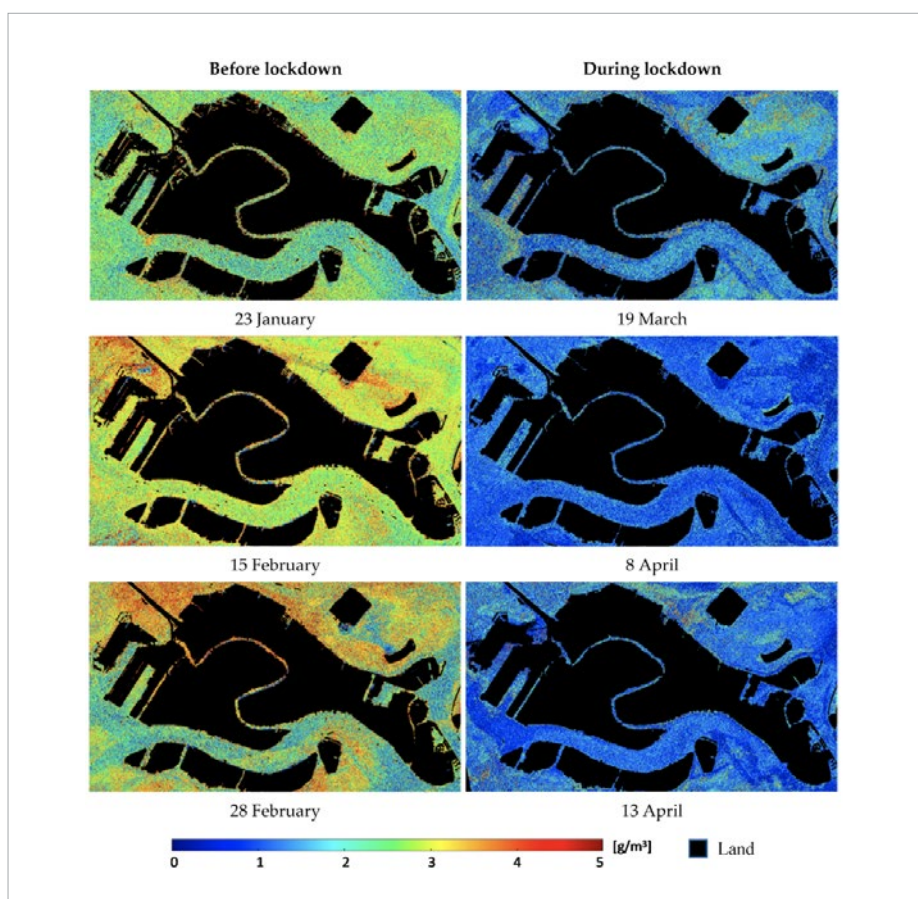 Before lockdown
During lockdown
23 January
19 March
15 February
8 April
28 February
13 April
0 1 2 3 4 5 [g/m³]
Land